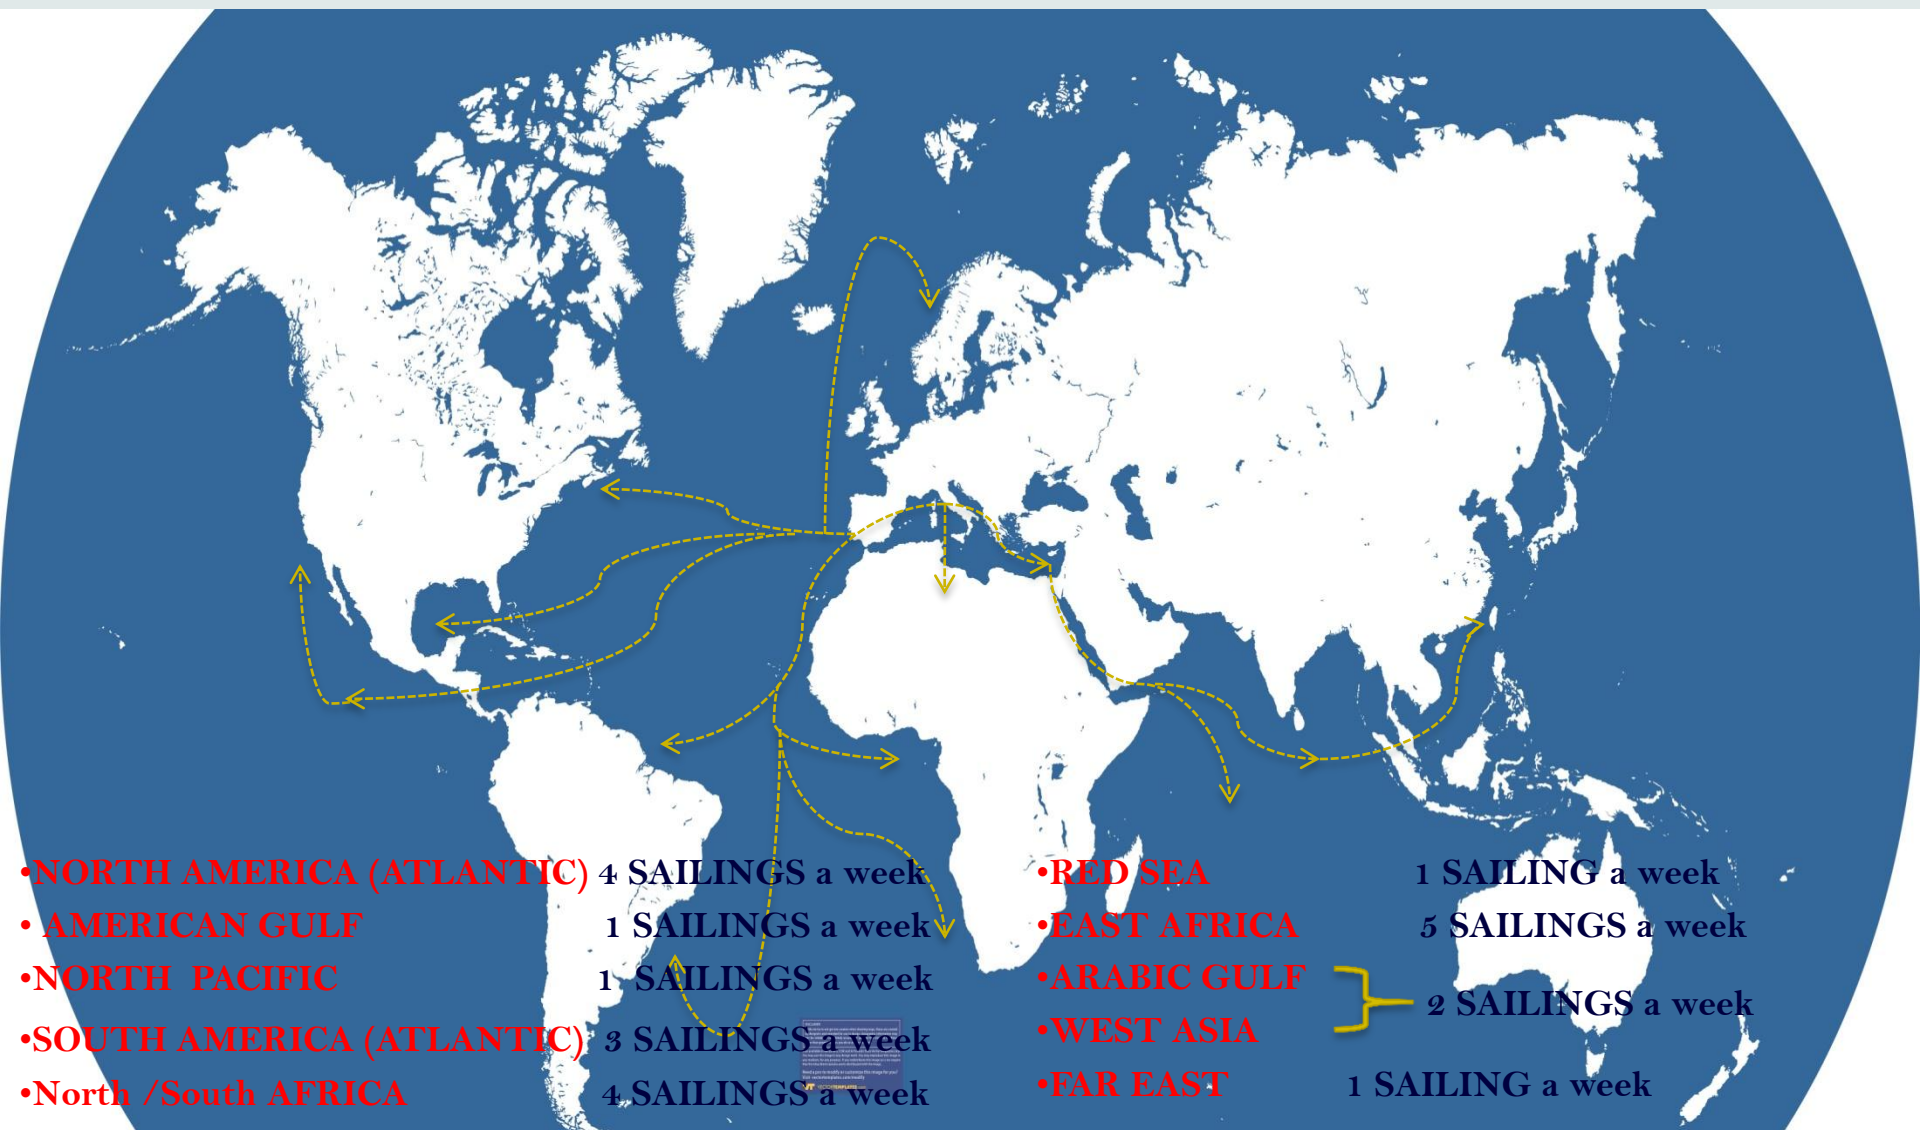 •NORTH AMERICA (ATLANTIC) 4 SAILINGS a week
• AMERICAN GULF 1 SAILINGS a week
•NORTH PACIFIC 1 SAILINGS a week
•SOUTH AMERICA (ATLANTIC) 3 SAILINGS a week
•North /South AFRICA 4 SAILINGS a week
•RED SEA 1 SAILING a week
•EAST AFRICA 5 SAILINGS a week
•ARABIC GULF
•WEST ASIA
2 SAILINGS a week
•FAR EAST 1 SAILING a week